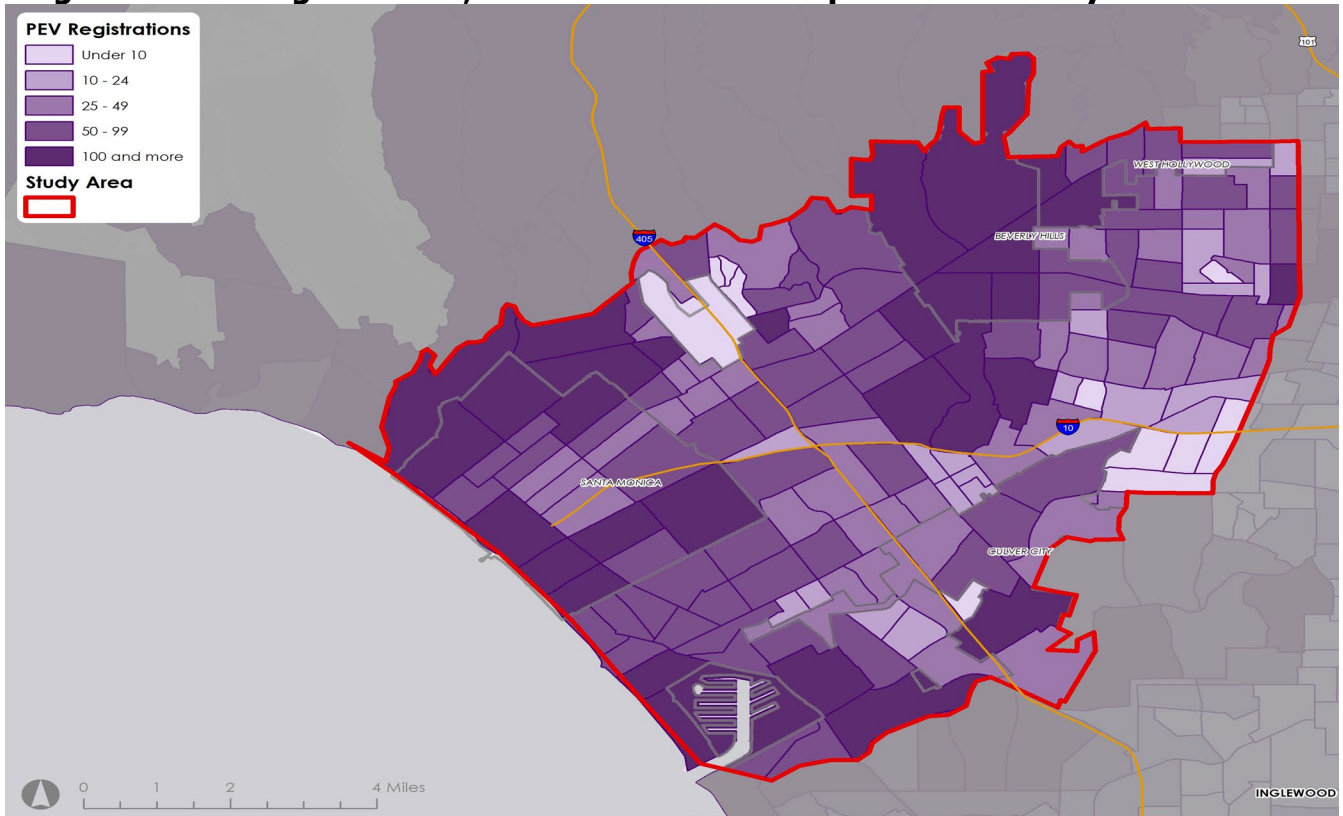 PEV Registrations
Under 10
10 - 24
25 - 49
50 - 99
100 and more
Study Area
101
WEST HOLLYWOOD
405
BEVERLY HILLS
10
SANTA MONICA
CULVER CITY
0 1 2 4 Miles
INGLEWOOD